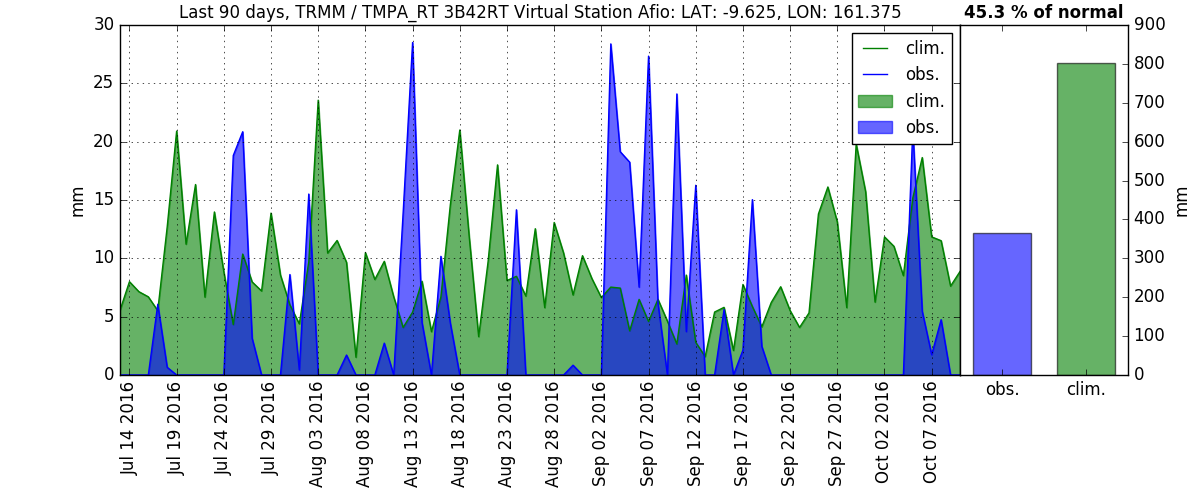 Last 90 days, TRMM / TMPA_RT 3B42RT Virtual Station Afio: LAT: -9.625, LON: 161.375
45.3 % of normal
30
25
20
15
10
5
0
mm
clim.
obs.
clim.
obs.
Jul 14 2016
Jul 19 2016
Jul 24 2016
Jul 29 2016
Aug 03 2016
Aug 08 2016
Aug 13 2016
Aug 18 2016
Aug 23 2016
Aug 28 2016
Sep 02 2016
Sep 07 2016
Sep 12 2016
Sep 17 2016
Sep 22 2016
Sep 27 2016
Oct 02 2016
Oct 07 2016
900
800
700
600
500
400
300
200
100
0
mm
obs.
clim.